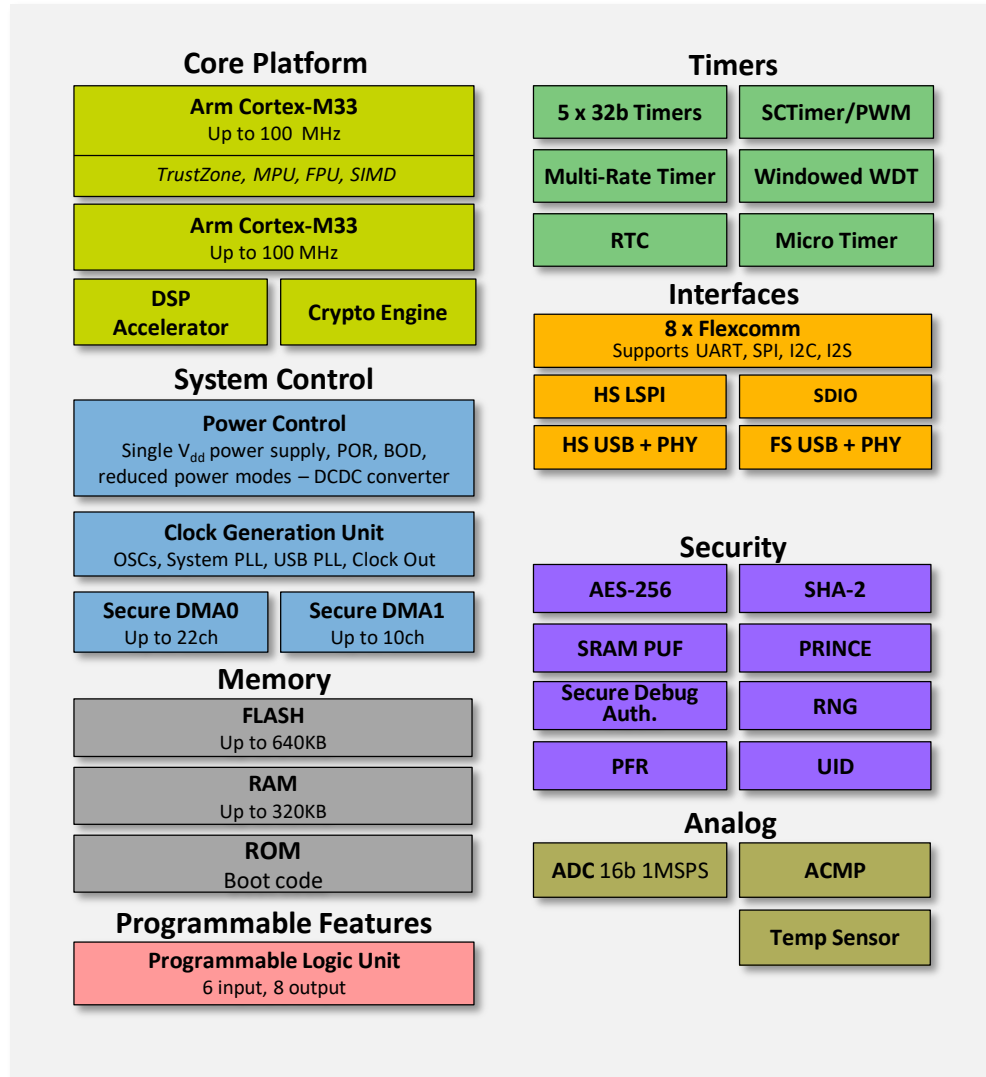 Core Platform
Arm Cortex-M33
Up to 100 MHz
TrustZone, MPU, FPU, SIMD
Arm Cortex-M33
Up to 100 MHz
DSP
Accelerator
Crypto Engine
System Control
Power Control
Single Vdd power supply, POR, BOD,
reduced power modes – DCDC converter
Clock Generation Unit
OSCs, System PLL, USB PLL, Clock Out
Secure DMA0
Up to 22ch
Secure DMA1
Up to 10ch
Memory
FLASH
Up to 640KB
RAM
Up to 320KB
ROM
Boot code
Programmable Features
Programmable Logic Unit
6 input, 8 output
Timers
5 x 32b Timers
SCTimer/PWM
Multi-Rate Timer
Windowed WDT
RTC
Micro Timer
Interfaces
8 x Flexcomm
Supports UART, SPI, I2C, I2S
HS LSPI
SDIO
HS USB + PHY
FS USB + PHY
Security
AES-256
SHA-2
SRAM PUF
PRINCE
Secure Debug
Auth.
RNG
PFR
UID
Analog
ADC 16b 1MSPS
ACMP
Temp Sensor